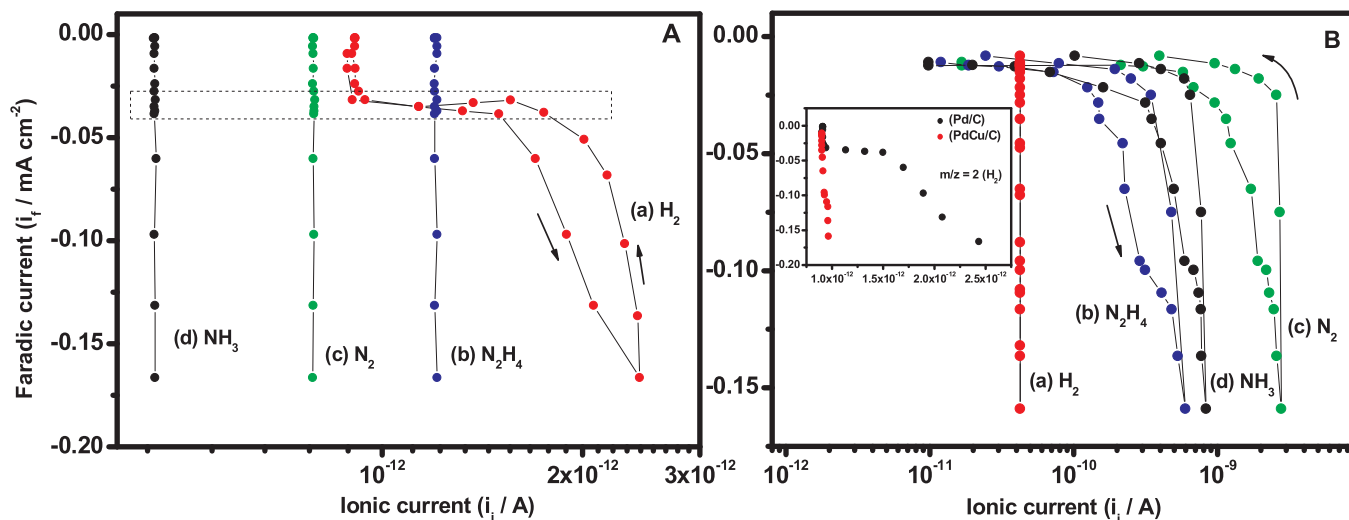 A
0.00
-0.05
-0.10
-0.15
-0.20
Faradic current (i_f / mA cm⁻²)
(a) H₂
(d) NH₃
(c) N₂
(b) N₂H₄
10⁻¹²
2x10⁻¹²
3x10⁻¹²
Ionic current (i_i / A)
B
0.00
-0.05
-0.10
-0.15
0.00
-0.05
-0.10
-0.15
-0.20
(Pd/C)
(PdCu/C)
m/z = 2 (H₂)
1.0x10⁻¹²
1.5x10⁻¹²
2.0x10⁻¹²
2.5x10⁻¹²
(b) N₂H₄
(c) N₂
(a) H₂
(d) NH₃
10⁻¹²
10⁻¹¹
10⁻¹⁰
10⁻⁹
Ionic current (i_i / A)